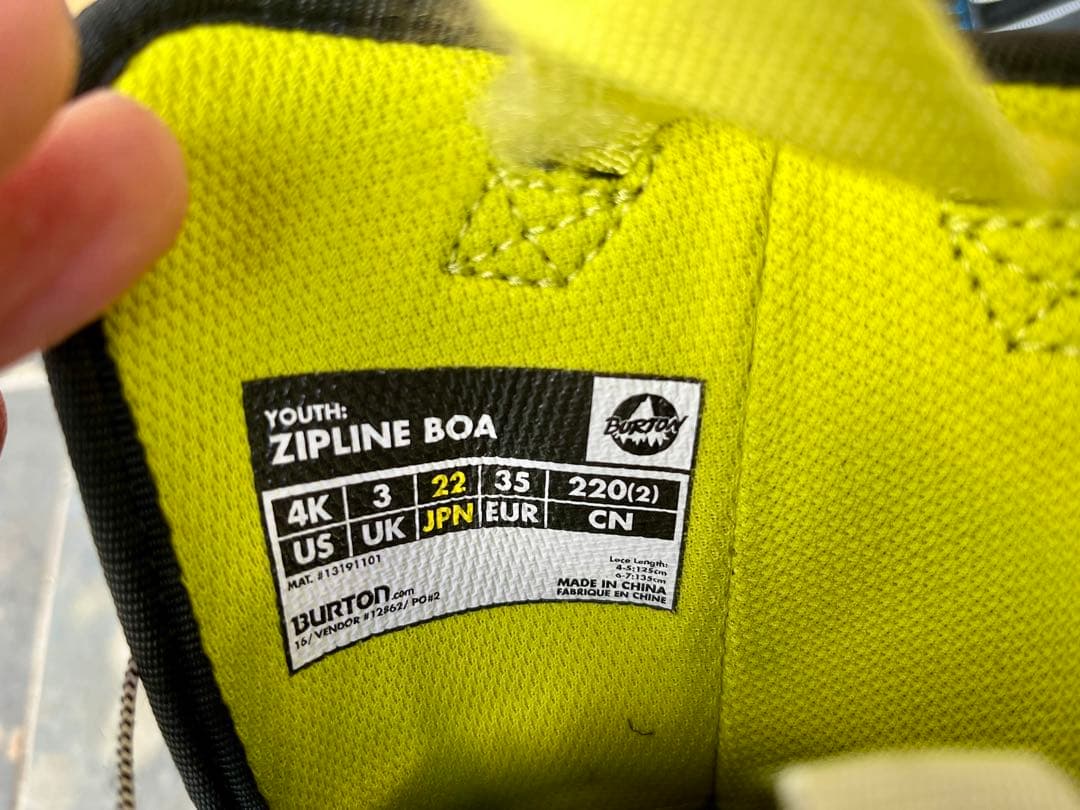 YOUTH:
ZIPLINE BOA
BURTON
4K 3 22 35 220(2)
US UK JPN EUR CN
MAT. #13191101
Lace Length:
4-5:125cm
6-7:135cm
MADE IN CHINA
FABRIQUE EN CHINE
BURTON.com
16/ VENDOR #12862/ PO#2